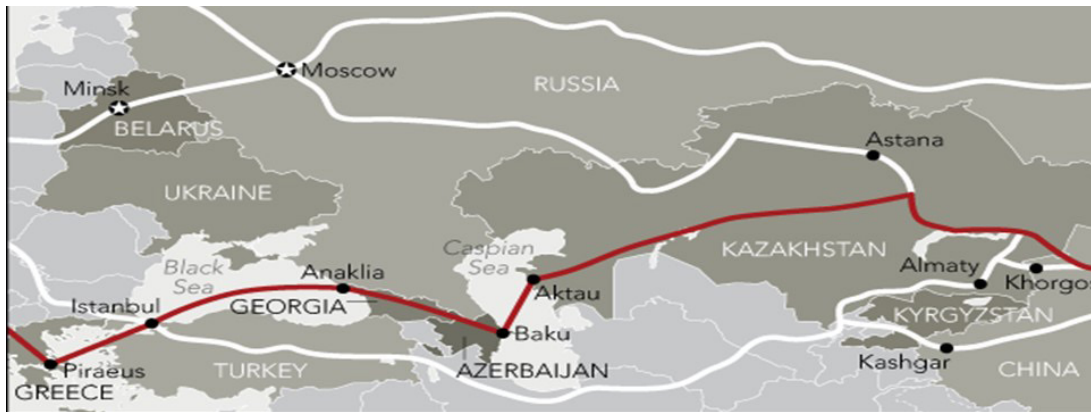 Moscow
Minsk
RUSSIA
BELARUS
Astana
UKRAINE
Caspian
Sea
KAZAKHSTAN
Black
Sea
Anaklia
Almaty
Aktau
Khorgos
Istanbul
GEORGIA
KYRGYZSTAN
Baku
Kashgar
Piraeus
TURKEY
AZERBAIJAN
CHINA
GREECE